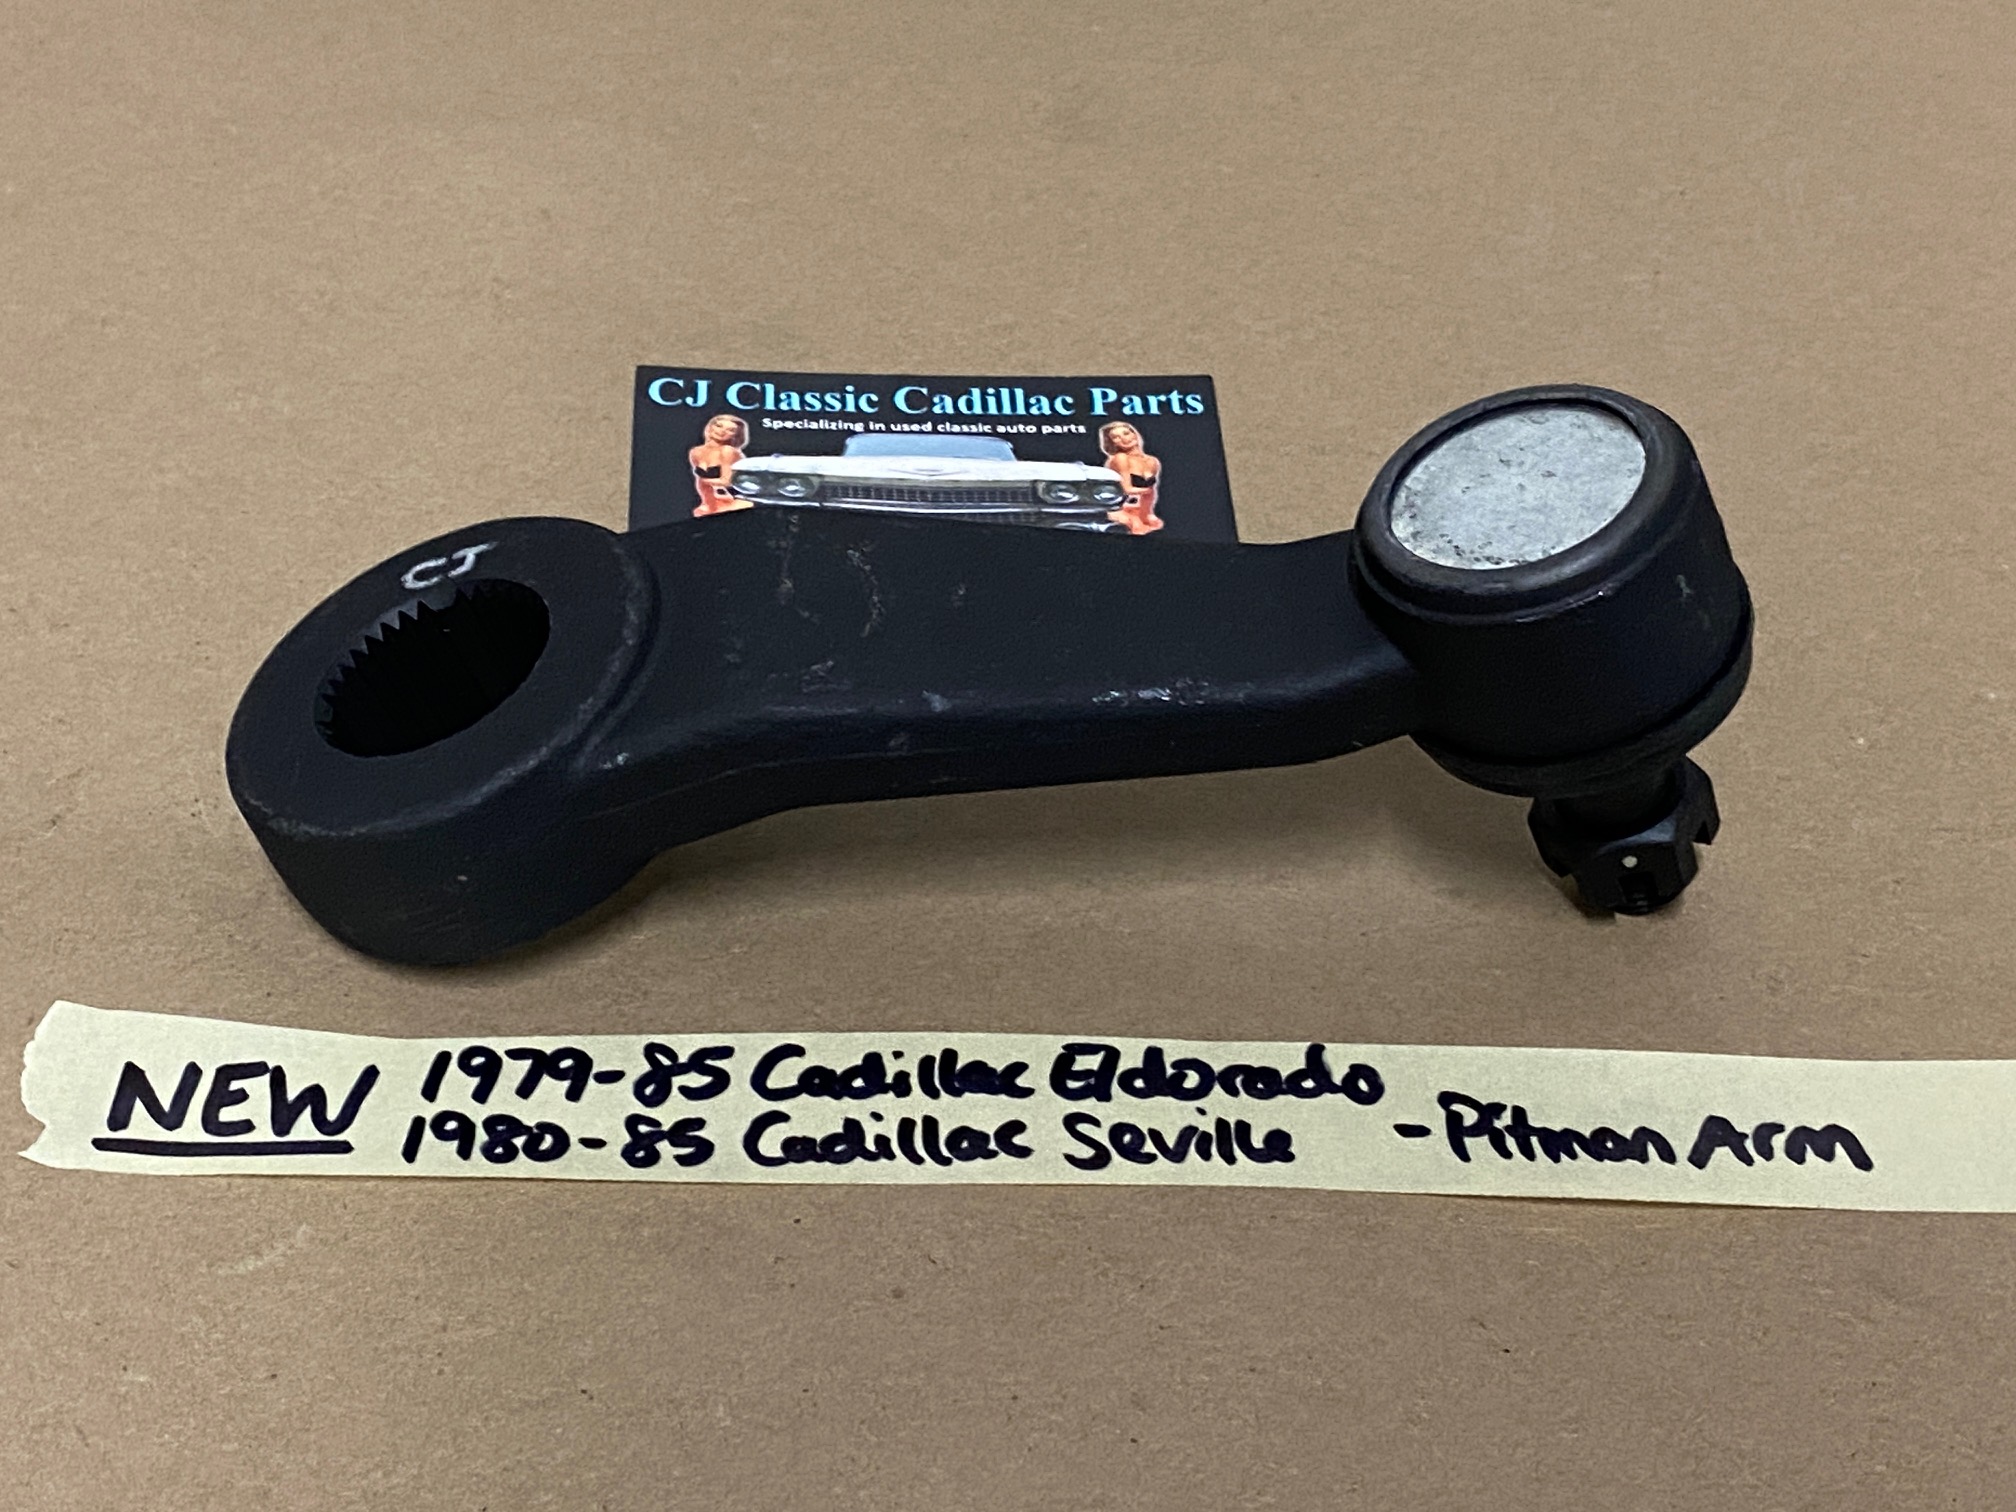 CJ Classic Cadillac Parts
Specializing in used classic auto parts
CJ
NEW 1979-85 Cadillac Eldorado
1980-85 Cadillac Seville - Pitman Arm